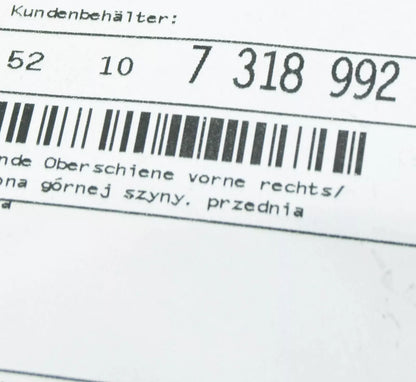 Kundenbehälter:
52 10 7 318 992
nde Oberschiene vorne rechts/
ona górnej szyny. przednia
a